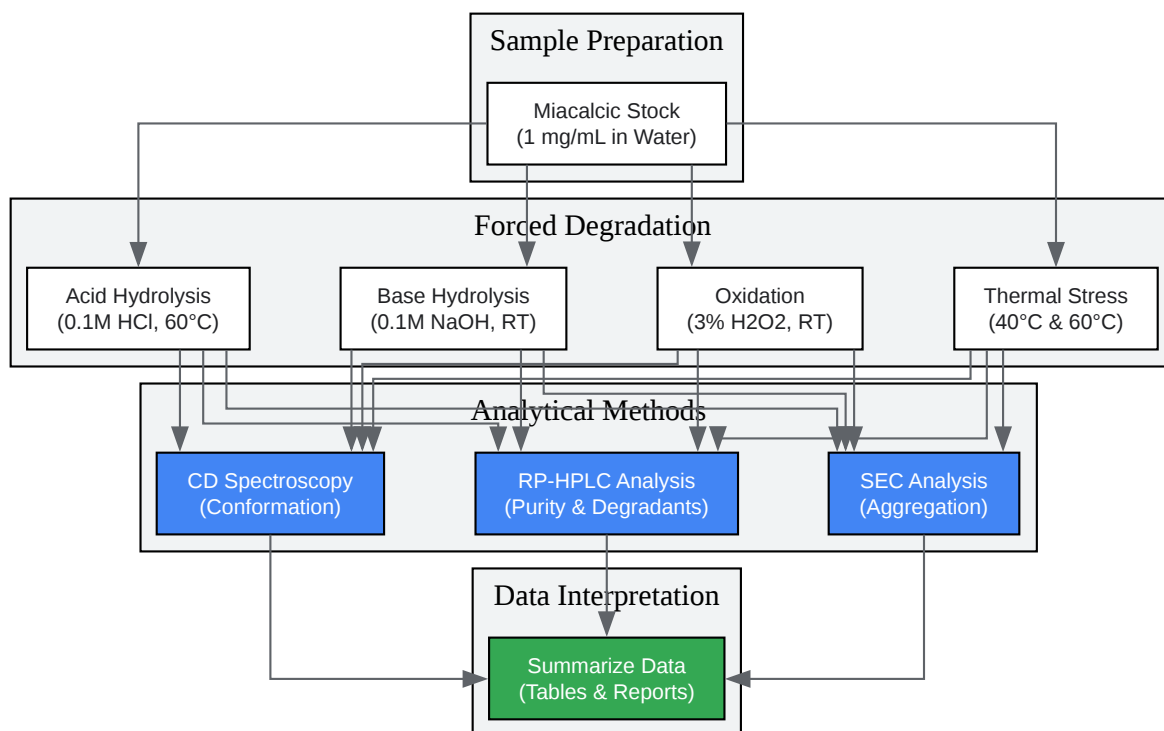 Sample Preparation
Miacalcic Stock
(1 mg/mL in Water)
Forced Degradation
Acid Hydrolysis
(0.1M HCl, 60°C)
Base Hydrolysis
(0.1M NaOH, RT)
Oxidation
(3% H2O2, RT)
Thermal Stress
(40°C & 60°C)
Analytical Methods
CD Spectroscopy
(Conformation)
RP-HPLC Analysis
(Purity & Degradants)
SEC Analysis
(Aggregation)
Data Interpretation
Summarize Data
(Tables & Reports)